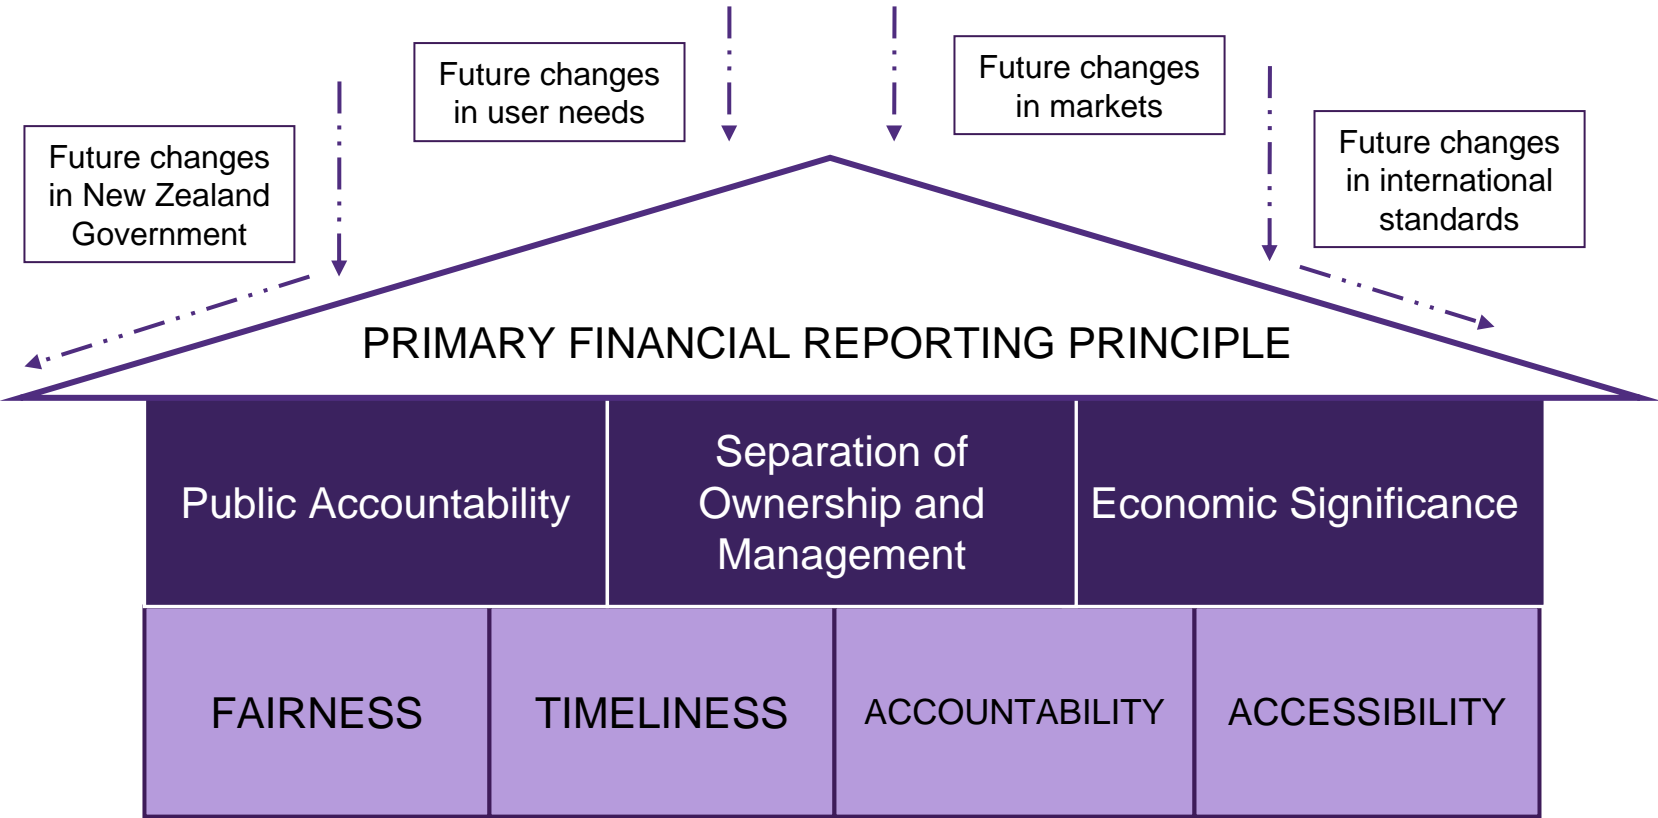 Future changes
in New Zealand
Government
Future changes
in user needs
Future changes
in markets
Future changes
in international
standards
PRIMARY FINANCIAL REPORTING PRINCIPLE
Public Accountability
Separation of
Ownership and
Management
Economic Significance
FAIRNESS
TIMELINESS
ACCOUNTABILITY
ACCESSIBILITY